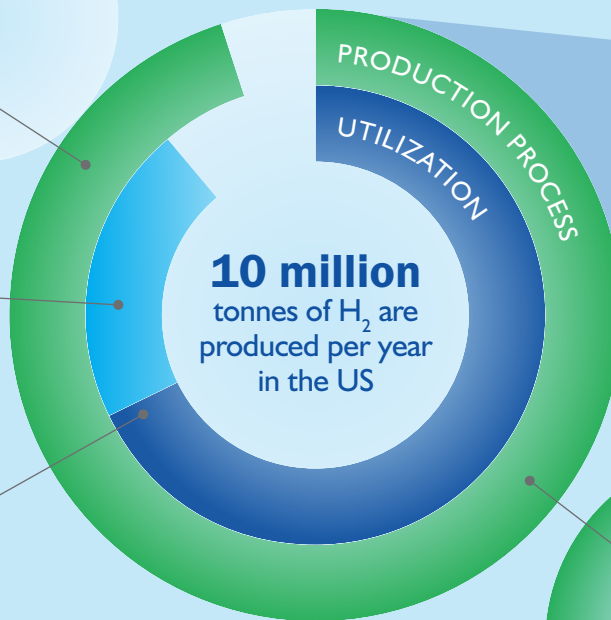 PRODUCTION PROCESS
UTILIZATION
10 million
tonnes of H₂ are
produced per year
in the US